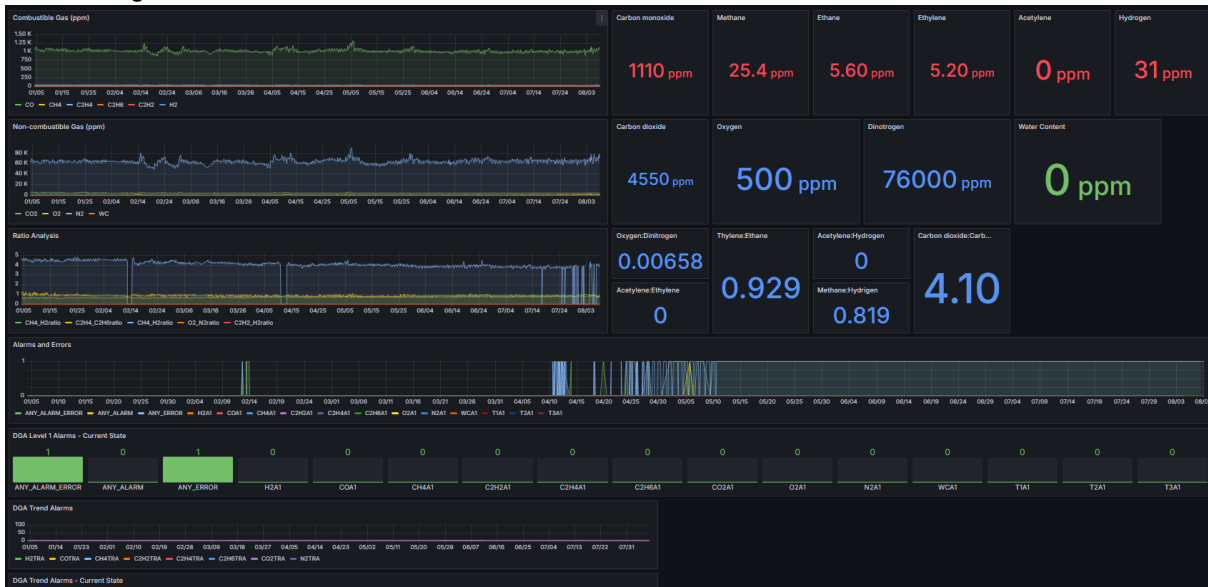 Combustible Gas (ppm)
1.50 K
1.25 K
1 K
750
500
250
0
01/05 01/15 01/25 02/04 02/14 02/24 03/06 03/16 03/26 04/05 04/15 04/25 05/05 05/15 05/25 06/04 06/14 06/24 07/04 07/14 07/24 08/03
CO CH4 C2H4 C2H6 C2H2 H2
Carbon monoxide
1110 ppm
Methane
25.4 ppm
Ethane
5.60 ppm
Ethylene
5.20 ppm
Acetylene
0 ppm
Hydrogen
31 ppm
Non-combustible Gas (ppm)
80 K
60 K
40 K
20 K
0
01/05 01/15 01/25 02/04 02/14 02/24 03/06 03/16 03/26 04/05 04/15 04/25 05/05 05/15 05/25 06/04 06/14 06/24 07/04 07/14 07/24 08/03
CO2 O2 N2 WC
Carbon dioxide
4550 ppm
Oxygen
500 ppm
Dinotrogen
76000 ppm
Water Content
0 ppm
Ratio Analysis
5
4
3
2
1
0
01/05 01/15 01/25 02/04 02/14 02/24 03/06 03/16 03/26 04/05 04/15 04/25 05/05 05/15 05/25 06/04 06/14 06/24 07/04 07/14 07/24 08/03
CH4_H2ratio C2H4_C2H6ratio CH4_H2ratio O2_N2ratio C2H2_H2ratio
Oxygen:Dinitrogen
0.00658
Acetylene:Ethylene
0
Thylene:Ethane
0.929
Acetylene:Hydrogen
0
Methane:Hydrigen
0.819
Carbon dioxide:Carb...
4.10
Alarms and Errors
1
0
01/05 01/10 01/15 01/20 01/25 01/30 02/04 02/09 02/14 02/19 02/24 03/01 03/06 03/11 03/16 03/21 03/26 03/31 04/05 04/10 04/15 04/20 04/25 04/30 05/05 05/10 05/15 05/20 05/25 05/30 06/04 06/09 06/14 06/19 06/24 06/29 07/04 07/09 07/14 07/19 07/24 07/29 08/03 08/0
ANY_ALARM_ERROR ANY_ALARM ANY_ERROR H2A1 COA1 CH4A1 C2H2A1 C2H4A1 C2H6A1 O2A1 N2A1 WCA1 T1A1 T2A1 T3A1
DGA Level 1 Alarms - Current State
1 0 1 0 0 0 0 0 0 0 0 0 0 0 0 0
ANY_ALARM_ERROR ANY_ALARM ANY_ERROR H2A1 COA1 CH4A1 C2H2A1 C2H4A1 C2H6A1 CO2A1 O2A1 N2A1 WCA1 T1A1 T2A1 T3A1
DGA Trend Alarms
100
50
0
01/05 01/14 01/23 02/01 02/10 02/19 02/28 03/09 03/18 03/27 04/05 04/14 04/23 05/02 05/11 05/20 05/29 06/07 06/16 06/25 07/04 07/13 07/22 07/31
H2TRA COTRA CH4TRA C2H2TRA C2H4TRA C2H6TRA CO2TRA N2TRA
DGA Trend Alarms - Current State